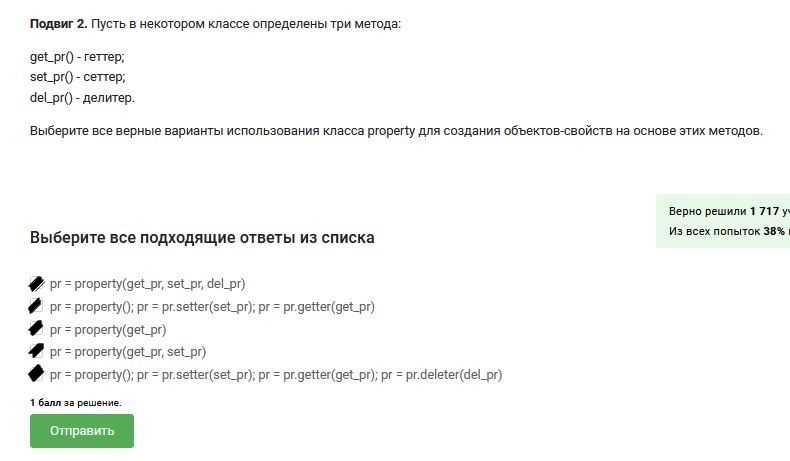 Подвиг 2. Пусть в некотором классе определены три метода:
get_pr() - геттер;
set_pr() - сеттер;
del_pr() - делитер.
Выберите все верные варианты использования класса property для создания объектов-свойств на основе этих методов.
Верно решили 1 717
Из всех попыток 38%
Выберите все подходящие ответы из списка
pr = property(get_pr, set_pr, del_pr)
pr = property(); pr = pr.setter(set_pr); pr = pr.getter(get_pr)
pr = property(get_pr)
pr = property(get_pr, set_pr)
pr = property(); pr = pr.setter(set_pr); pr = pr.getter(get_pr); pr = pr.deleter(del_pr)
1 балл за решение.
Отправить